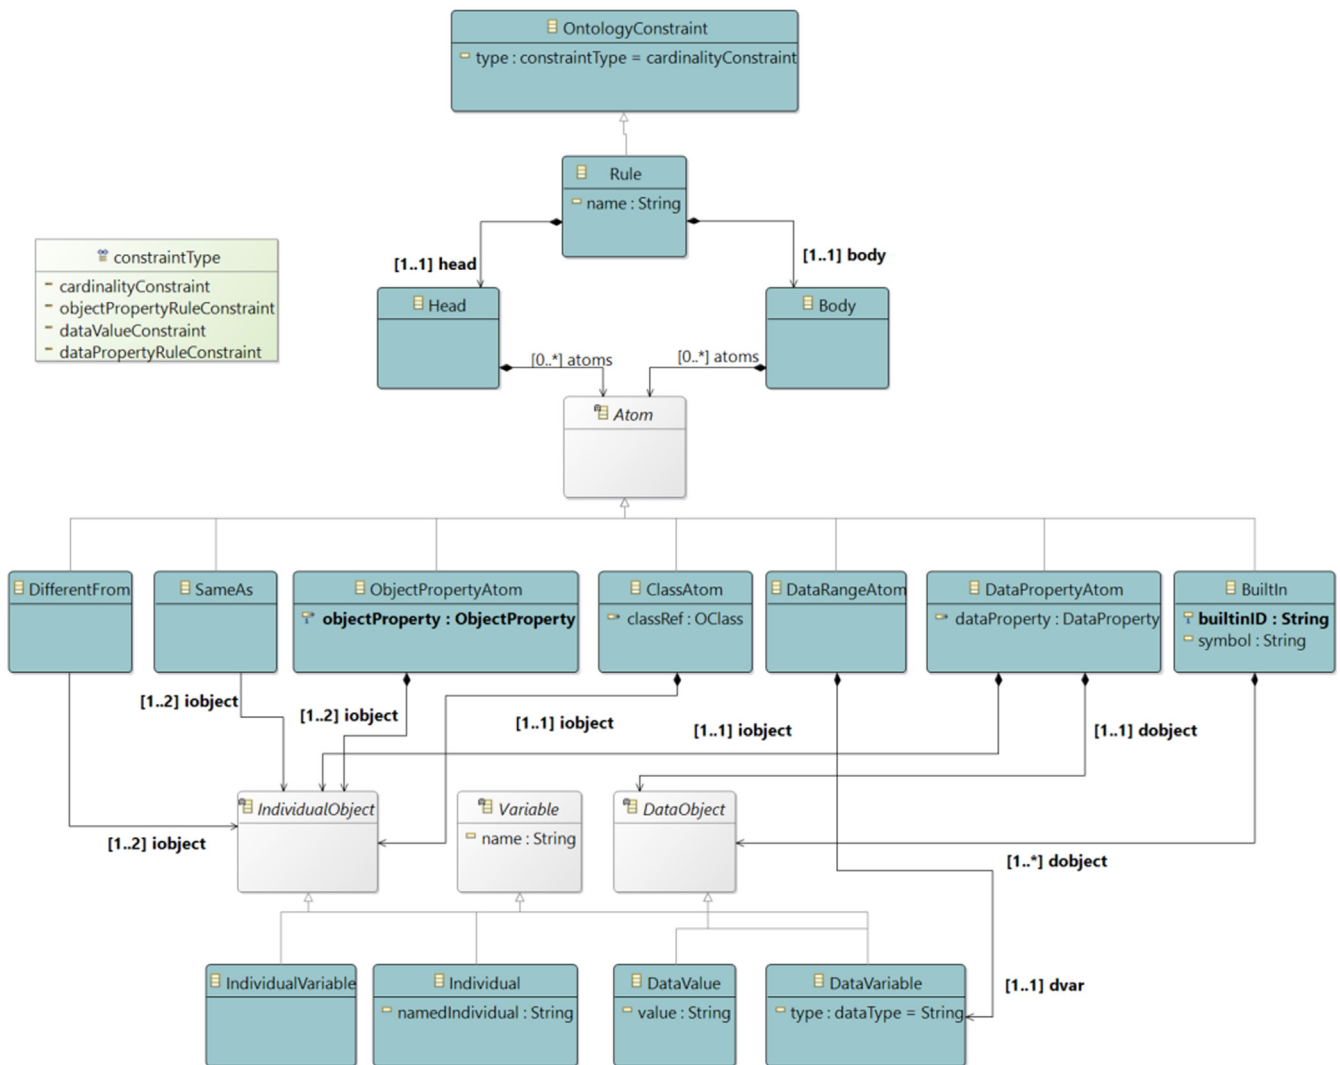 OntologyConstraint
type : constraintType = cardinalityConstraint
Rule
name : String
[1..1] head
[1..1] body
constraintType
cardinalityConstraint
objectPropertyRuleConstraint
dataValueConstraint
dataPropertyRuleConstraint
Head
Body
[0..*] atoms
[0..*] atoms
Atom
DifferentFrom
SameAs
ObjectPropertyAtom
objectProperty : ObjectProperty
ClassAtom
classRef : OClass
DataRangeAtom
DataPropertyAtom
dataProperty : DataProperty
BuiltIn
builtinID : String
symbol : String
[1..2] iobject
[1..2] iobject
[1..1] iobject
[1..1] iobject
[1..1] dobject
IndividualObject
Variable
name : String
DataObject
[1..2] iobject
[1..*] dobject
IndividualVariable
Individual
namedIndividual : String
DataValue
value : String
DataVariable
type : dataType = String
[1..1] dvar